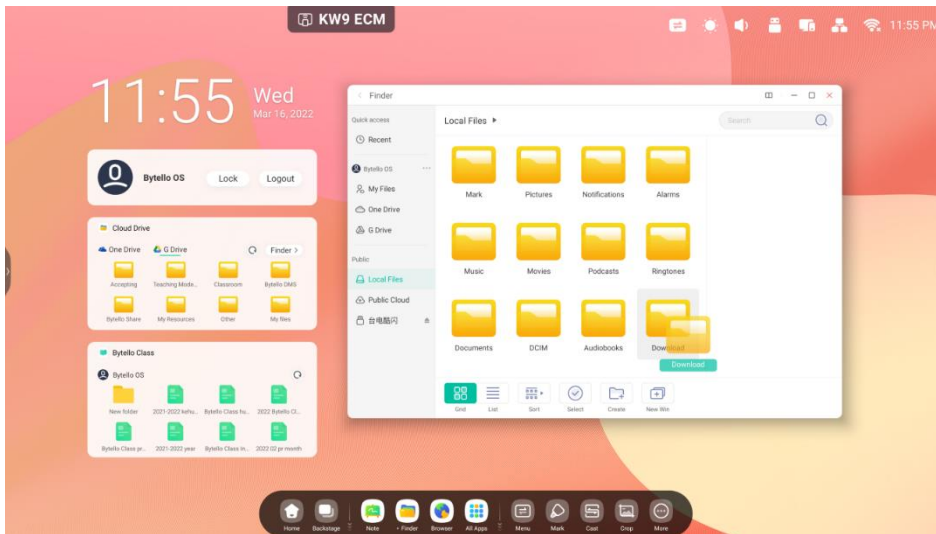 KW9 ECM
11:55 PM
11:55
Wed
Mar 16, 2022
Bytello OS
Lock
Logout
Cloud Drive
One Drive
G Drive
Finder >
Accepting
Teaching Mode..
Classroom
Bytello DMS
Bytello Share
My Resources
Other
My files
Bytello Class
Bytello OS
New folder
2021-2022 kehu..
Bytello Class hu..
2022 Bytello Cl..
Bytello Class pr..
2021-2022 year
Bytello Class in..
2022 02 pr month
Finder
Quick access
Recent
Bytello OS
My Files
One Drive
G Drive
Public
Local Files
Public Cloud
台电酷闪
Local Files
Search
Mark
Pictures
Notifications
Alarms
Music
Movies
Podcasts
Ringtones
Documents
DCIM
Audiobooks
Download
Download
Grid
List
Sort
Select
Create
New Win
Home
Backstage
Note
• Finder
Browser
All Apps
Menu
Mark
Cast
Crop
More